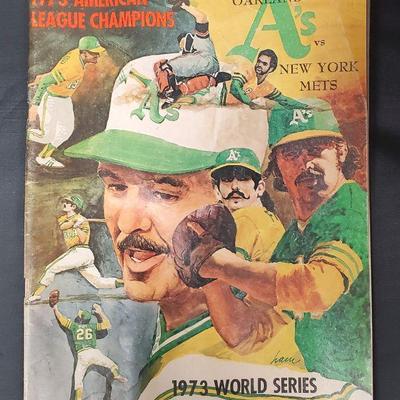 1973 AMERICAN
LEAGUE CHAMPIONS
OAKLAND
A's
vs
NEW YORK
METS
A's
A's
A's
26
1973 WORLD SERIES